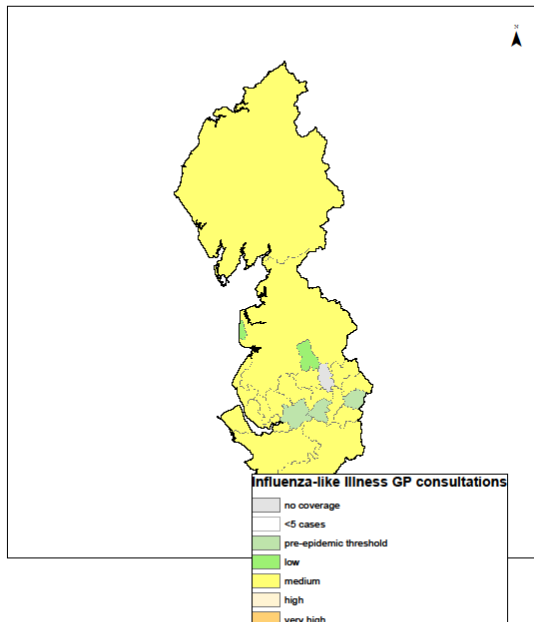 N
Influenza-like Illness GP consultations
no coverage
<5 cases
pre-epidemic threshold
low
medium
high
very high